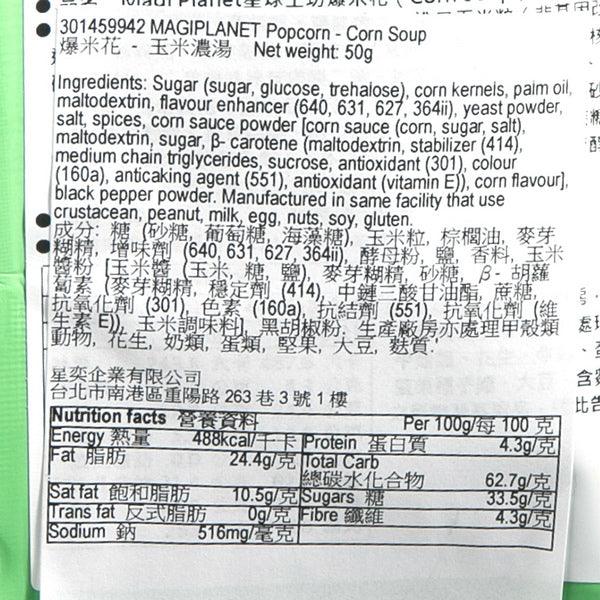 301459942 MAGIPLANET Popcorn - Corn Soup
爆米花 - 玉米濃湯 Net weight: 50g
Ingredients: Sugar (sugar, glucose, trehalose), corn kernels, palm oil,
maltodextrin, flavour enhancer (640, 631, 627, 364ii), yeast powder,
salt, spices, corn sauce powder [corn sauce (corn, sugar, salt),
maltodextrin, sugar, β- carotene (maltodextrin, stabilizer (414),
medium chain triglycerides, sucrose, antioxidant (301), colour
(160a), anticaking agent (551), antioxidant (vitamin E)), corn flavour],
black pepper powder. Manufactured in same facility that use
crustacean, peanut, milk, egg, nuts, soy, gluten.
成分: 糖 (砂糖, 葡萄糖, 海藻糖), 玉米粒, 棕櫚油, 麥芽
糊精, 增味劑 (640, 631, 627, 364ii), 酵母粉, 鹽, 香料, 玉米
醬粉 [玉米醬 (玉米, 糖, 鹽), 麥芽糊精, 砂糖, β- 胡蘿
蔔素 (麥芽糊精, 穩定劑 (414), 中鏈三酸甘油酯, 蔗糖,
抗氧化劑 (301), 色素 (160a), 抗結劑 (551), 抗氧化劑 (維
生素 E)), 玉米調味料], 黑胡椒粉. 生產廠房亦處理甲殼類
動物, 花生, 奶類, 蛋類, 堅果, 大豆, 麩質.
星奕企業有限公司
台北市南港區重陽路 263 巷 3 號 1 樓
Nutrition facts 營養資料 Per 100g/每 100 克
Energy 熱量 488kcal/千卡 Protein 蛋白質 4.3g/克
Fat 脂肪 24.4g/克 Total Carb
總碳水化合物 62.7g/克
Sat fat 飽和脂肪 10.5g/克 Sugars 糖 33.5g/克
Trans fat 反式脂肪 0g/克 Fibre 纖維 4.3g/克
Sodium 鈉 516mg/毫克